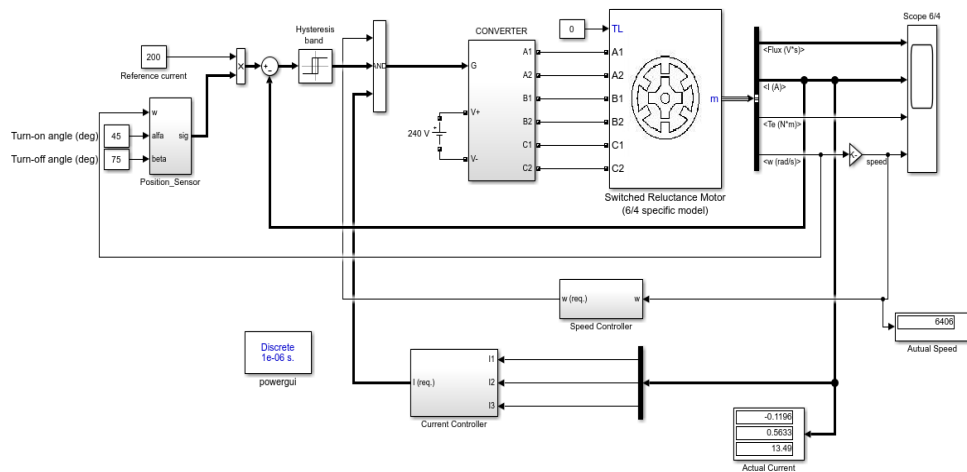 Scope 6/4
Hysteresis
band
CONVERTER
0
TL
<Flux (V*s)>
200
Reference current
×
+
-
AND
G
A1
A1
A2
A2
B1
B1
B2
B2
C1
C1
C2
C2
V+
V-
240 V
+
m
<I (A)>
<Te (N*m)>
<w (rad/s)>
K-
speed
w
Turn-on angle (deg)
45
alfa
sig
Turn-off angle (deg)
75
beta
Position_Sensor
Switched Reluctance Motor
(6/4 specific model)
w (req.)
w
Speed Controller
6406
Autual Speed
Discrete
1e-06 s.
powergui
I (req.)
I1
I2
I3
Current Controller
-0.1196
0.5633
13.49
Actual Current